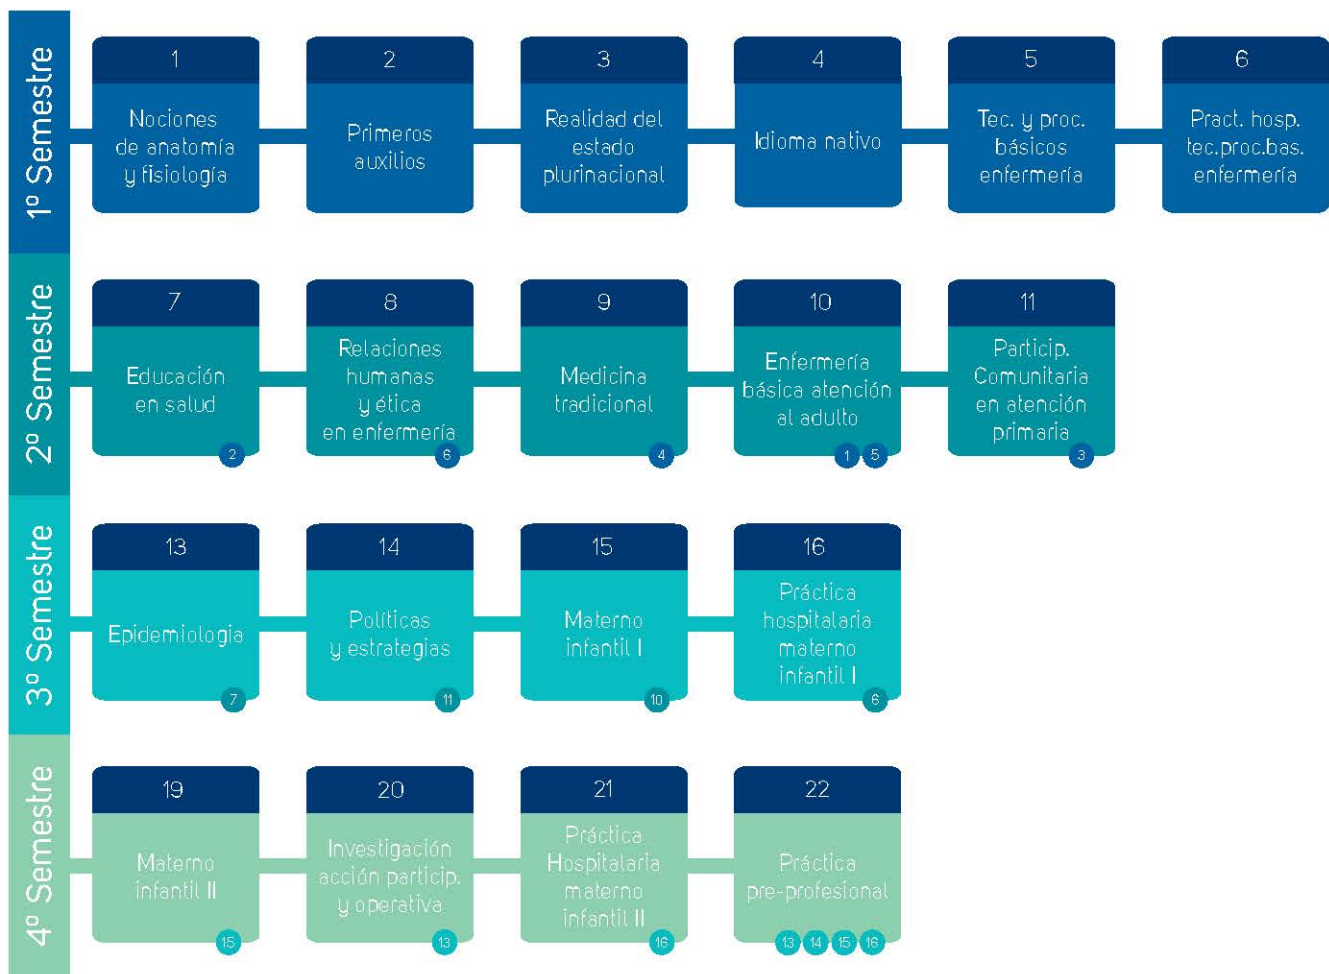 1º Semestre
1
Nociones
de anatomía
y fisiología
2
Primeros
auxilios
3
Realidad del
estado
plurinacional
4
Idioma nativo
5
Tec. y proc.
básicos
enfermería
6
Pract. hosp.
tec.proc.bas.
enfermería
2º Semestre
7
Educación
en salud
2
8
Relaciones
humanas
y ética
en enfermería
6
9
Medicina
tradicional
4
10
Enfermería
básica atención
al adulto
1 5
11
Particip.
Comunitaria
en atención
primaria
3
3º Semestre
13
Epidemiologia
7
14
Políticas
y estrategias
11
15
Materno
infantil I
10
16
Práctica
hospitalaria
materno
infantil I
6
4º Semestre
19
Materno
infantil II
15
20
Investigación
acción particip.
y operativa
13
21
Práctica
Hospitalaria
materno
infantil II
16
22
Práctica
pre-profesional
13 14 15 16